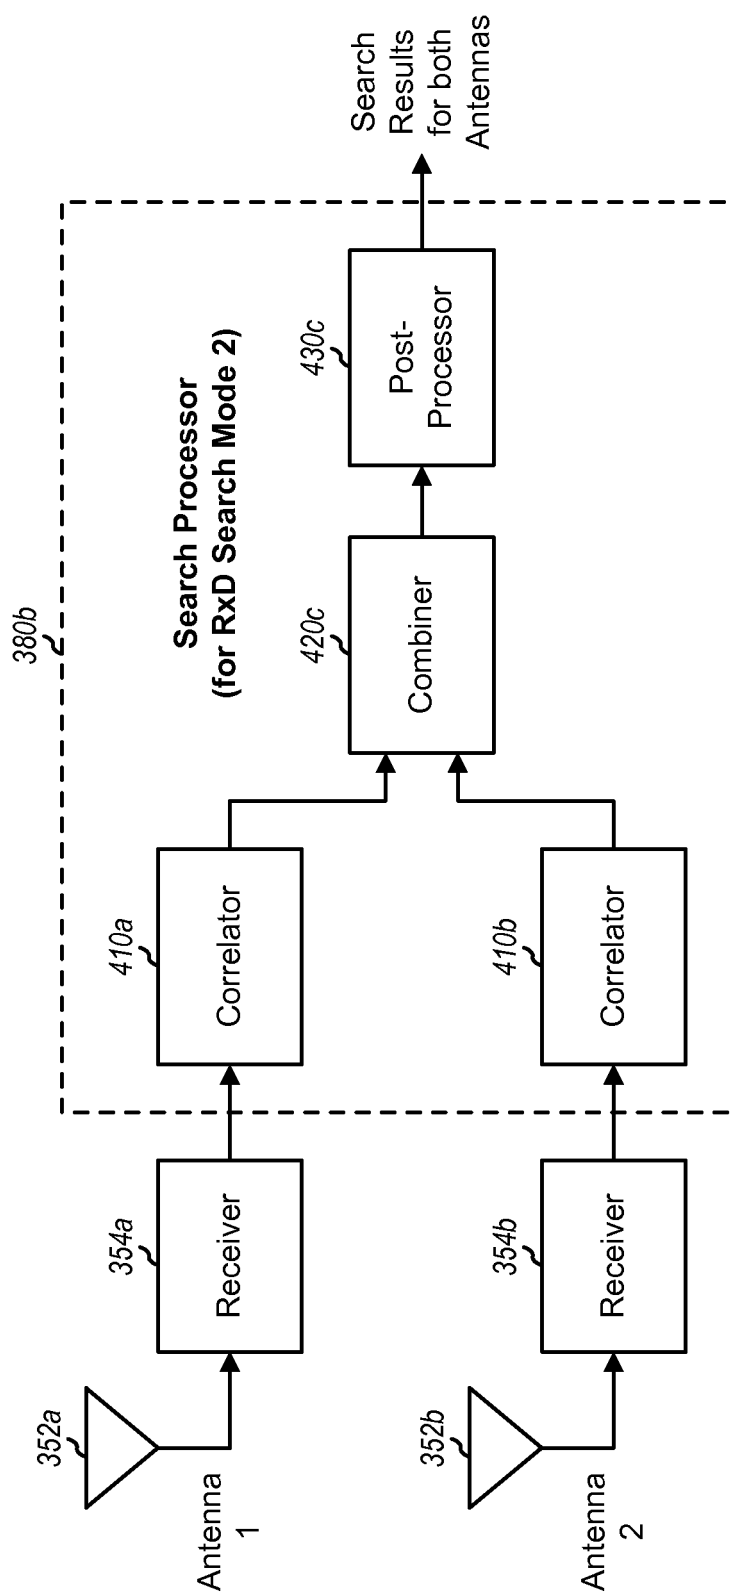 380b
Search Processor
(for RxD Search Mode 2)
352a
Antenna
1
354a
Receiver
410a
Correlator
420c
Combiner
430c
Post-
Processor
Search
Results
for both
Antennas
352b
Antenna
2
354b
Receiver
410b
Correlator